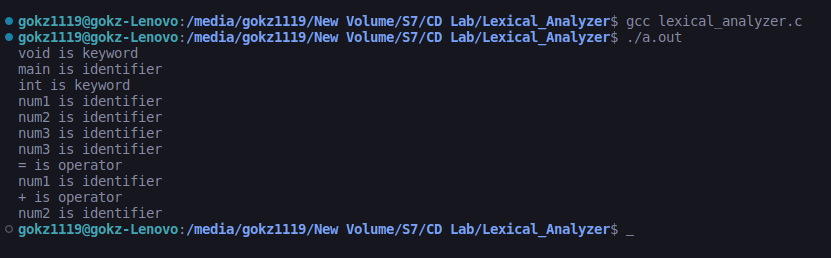 gokz1119@gokz-Lenovo:/media/gokz1119/New Volume/S7/CD Lab/Lexical_Analyzer$ gcc lexical_analyzer.c
gokz1119@gokz-Lenovo:/media/gokz1119/New Volume/S7/CD Lab/Lexical_Analyzer$ ./a.out
void is keyword
main is identifier
int is keyword
num1 is identifier
num2 is identifier
num3 is identifier
num3 is identifier
= is operator
num1 is identifier
+ is operator
num2 is identifier
gokz1119@gokz-Lenovo:/media/gokz1119/New Volume/S7/CD Lab/Lexical_Analyzer$ _